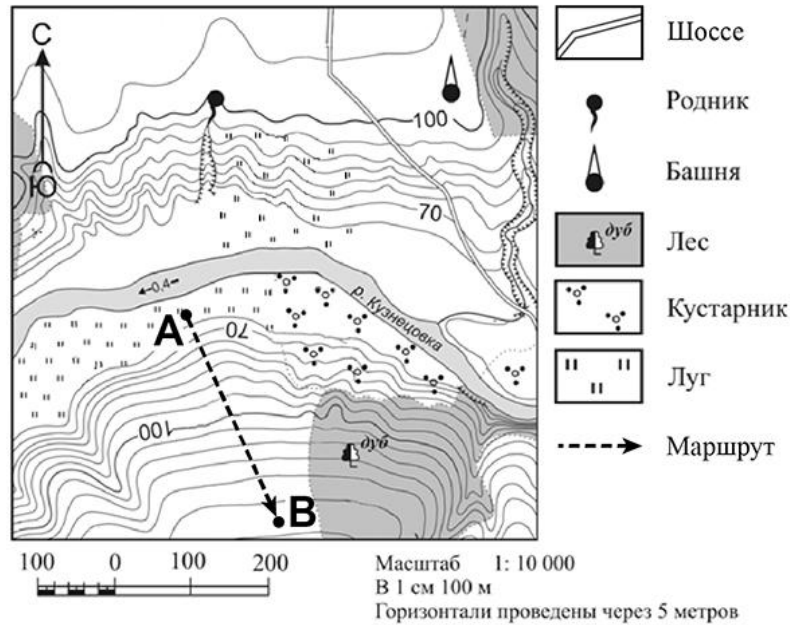 С
Ю
100
70
0.4
р. Кузнецовка
А
70
100
дуб
В
Шоссе
Родник
Башня
дуб
Лес
Кустарник
Луг
Маршрут
100 0 100 200
Масштаб 1: 10 000
В 1 см 100 м
Горизонтали проведены через 5 метров